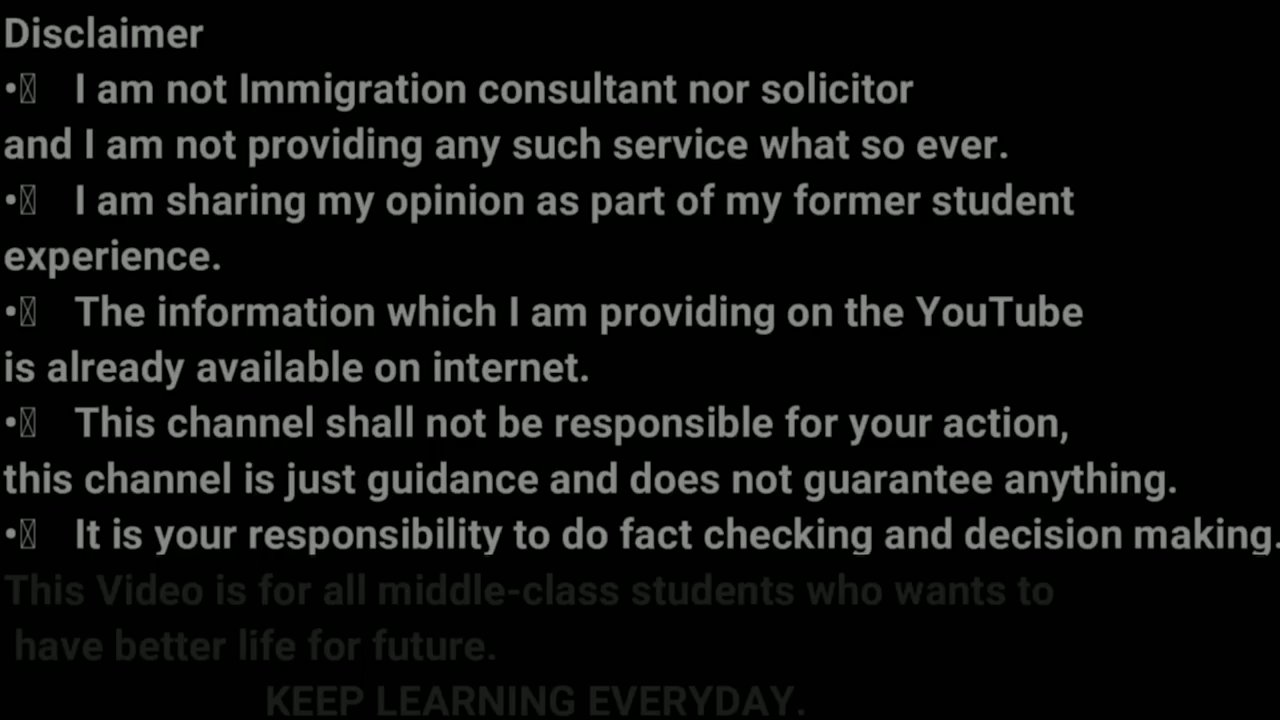 Disclaimer
• I am not Immigration consultant nor solicitor
and I am not providing any such service what so ever.
• I am sharing my opinion as part of my former student
experience.
• The information which I am providing on the YouTube
is already available on internet.
• This channel shall not be responsible for your action,
this channel is just guidance and does not guarantee anything.
• It is your responsibility to do fact checking and decision making.
This Video is for all middle-class students who wants to
have better life for future.
KEEP LEARNING EVERYDAY.